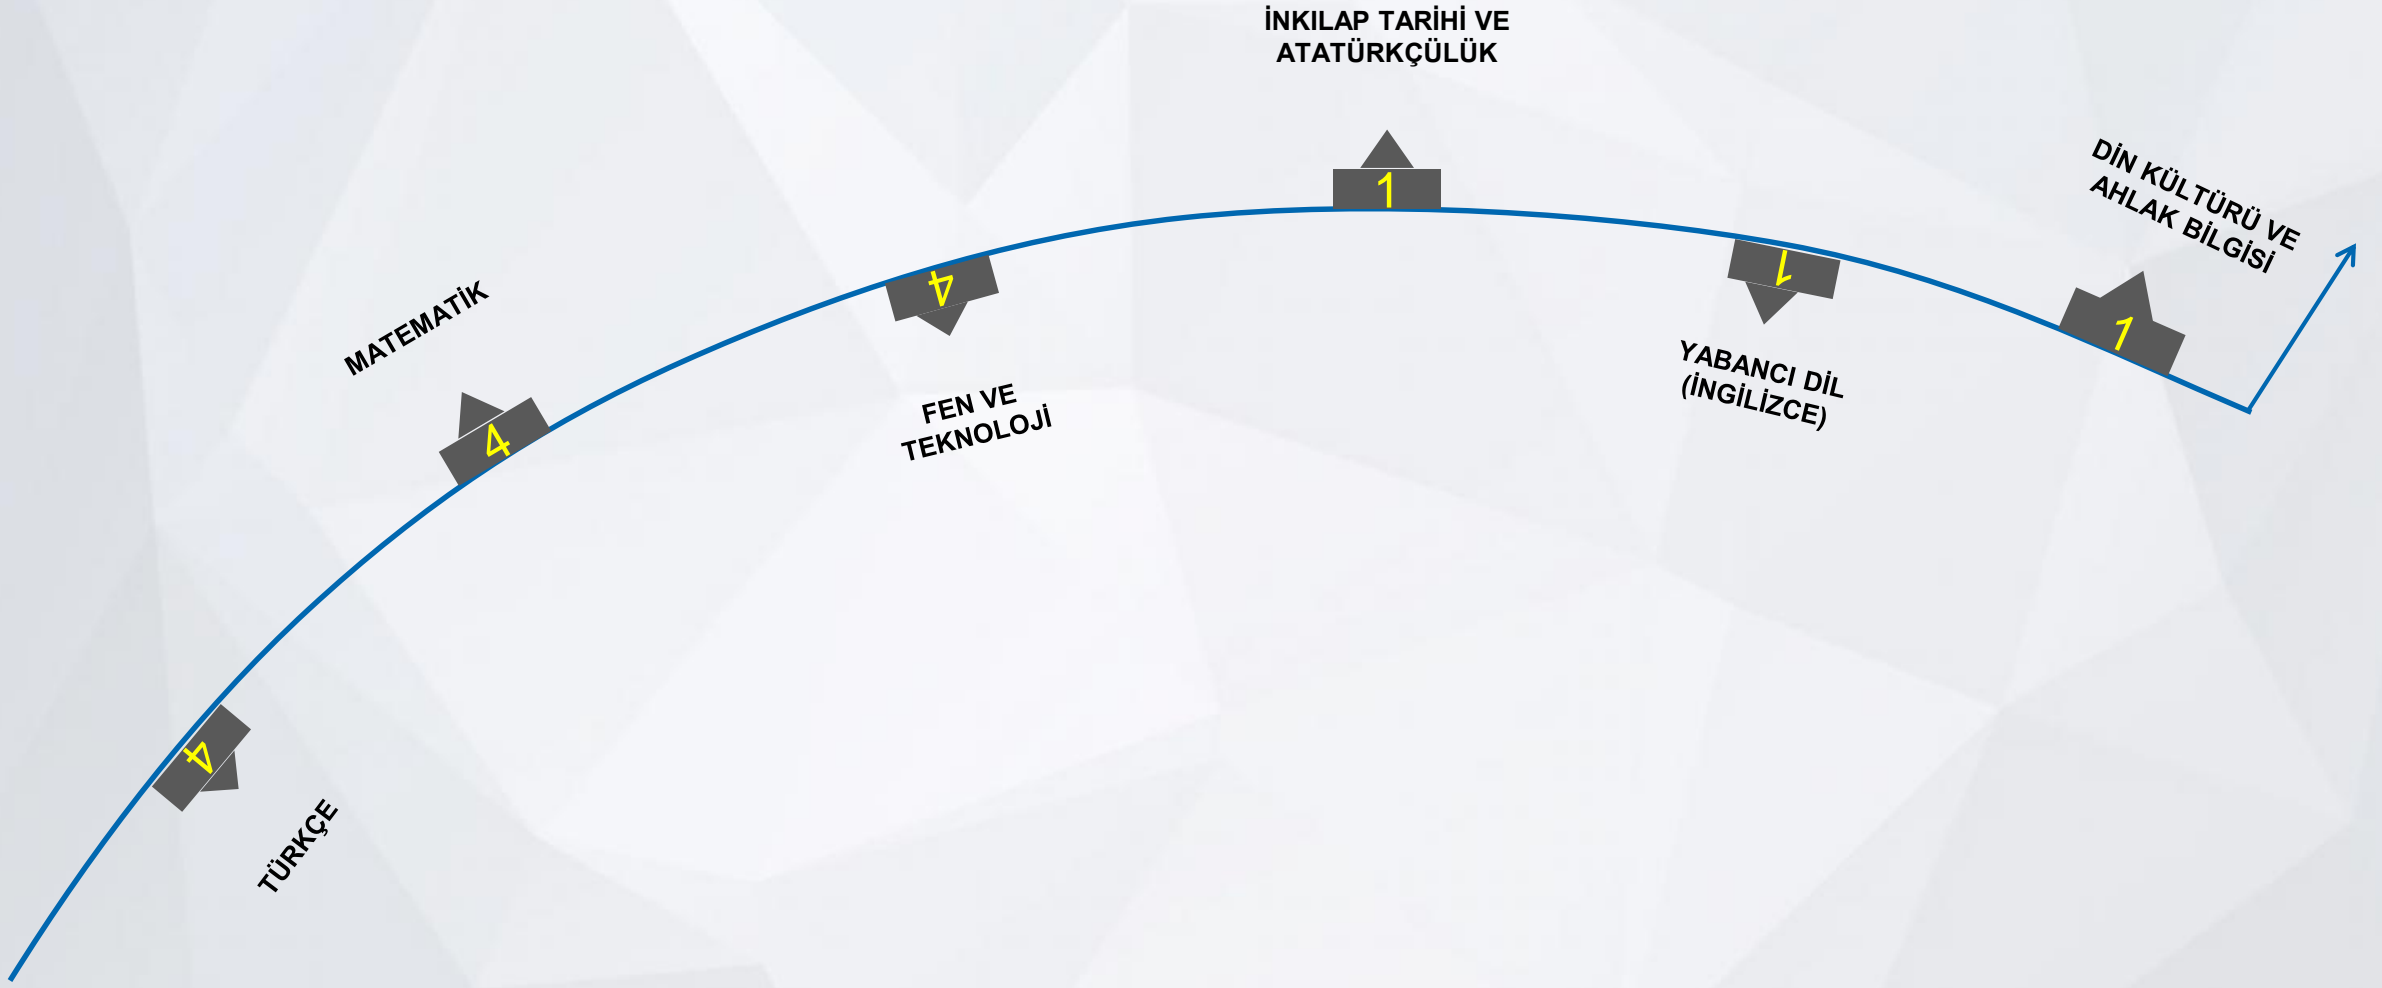 TÜRKÇE
4
MATEMATİK
4
FEN VE
TEKNOLOJİ
4
İNKILAP TARİHİ VE
ATATÜRKÇÜLÜK
1
YABANCI DİL
(İNGİLİZCE)
1
DİN KÜLTÜRÜ VE
AHLAK BİLGİSİ
1